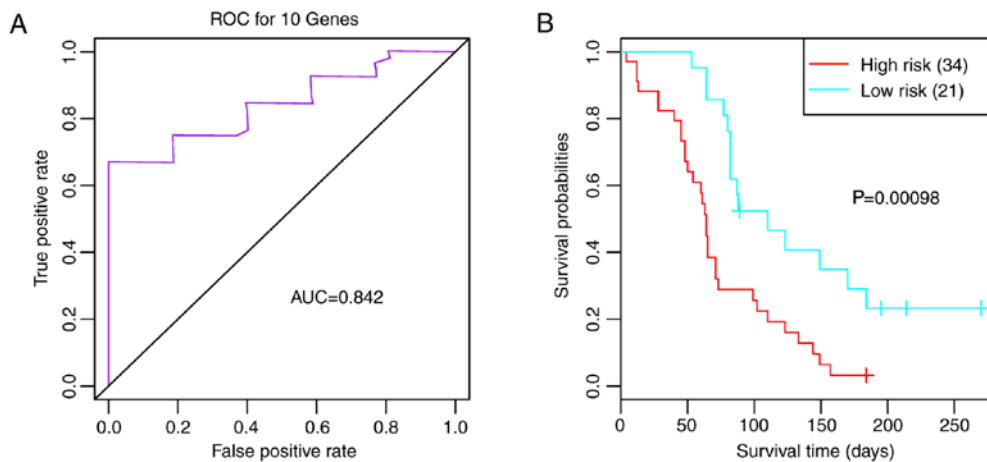 A
ROC for 10 Genes
True positive rate
1.0
0.8
0.6
0.4
0.2
0.0
AUC=0.842
0.0 0.2 0.4 0.6 0.8 1.0
False positive rate
B
Survival probabilities
1.0
0.8
0.6
0.4
0.2
0.0
High risk (34)
Low risk (21)
P=0.00098
0 50 100 150 200 250
Survival time (days)